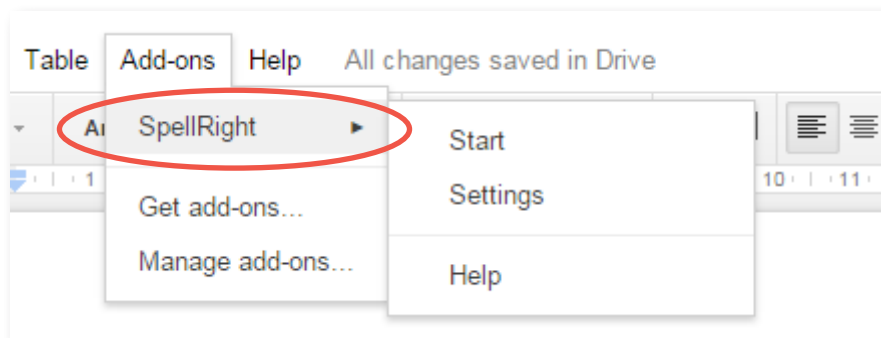 Table Add-ons Help All changes saved in Drive
SpellRight
Start
1
10 11
Settings
Get add-ons...
Manage add-ons...
Help